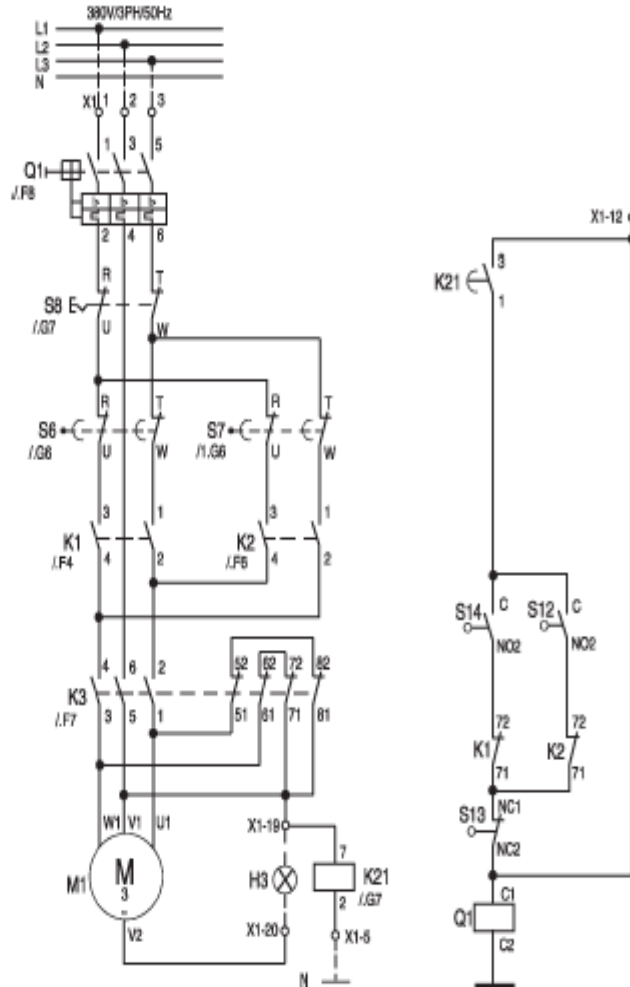 380V/3PH/50Hz
L1
L2
L3
N
X1 1 2 3
1 3 5
Q1
/.F8
2 4 6
X1-12
R T
S8 E
/.G7
U W
3
K21
1
R T R T
S6 S7
/.G6 /1.G6
U W U W
3 1 3 1
K1 K2
/.F4 /.F6
4 2 4 2
C C
S14 S12
NO2 NO2
4 6 2 52 62 72 82
K3
/.F7
3 5 1 51 61 71 81
72 72
K1 K2
71 71
W1 V1 U1
X1-19
S13 NC1
NC2
M1 M
3
H3
7
K21
/.G7
2
V2
X1-20
X1-5
N
Q1 C1
C2